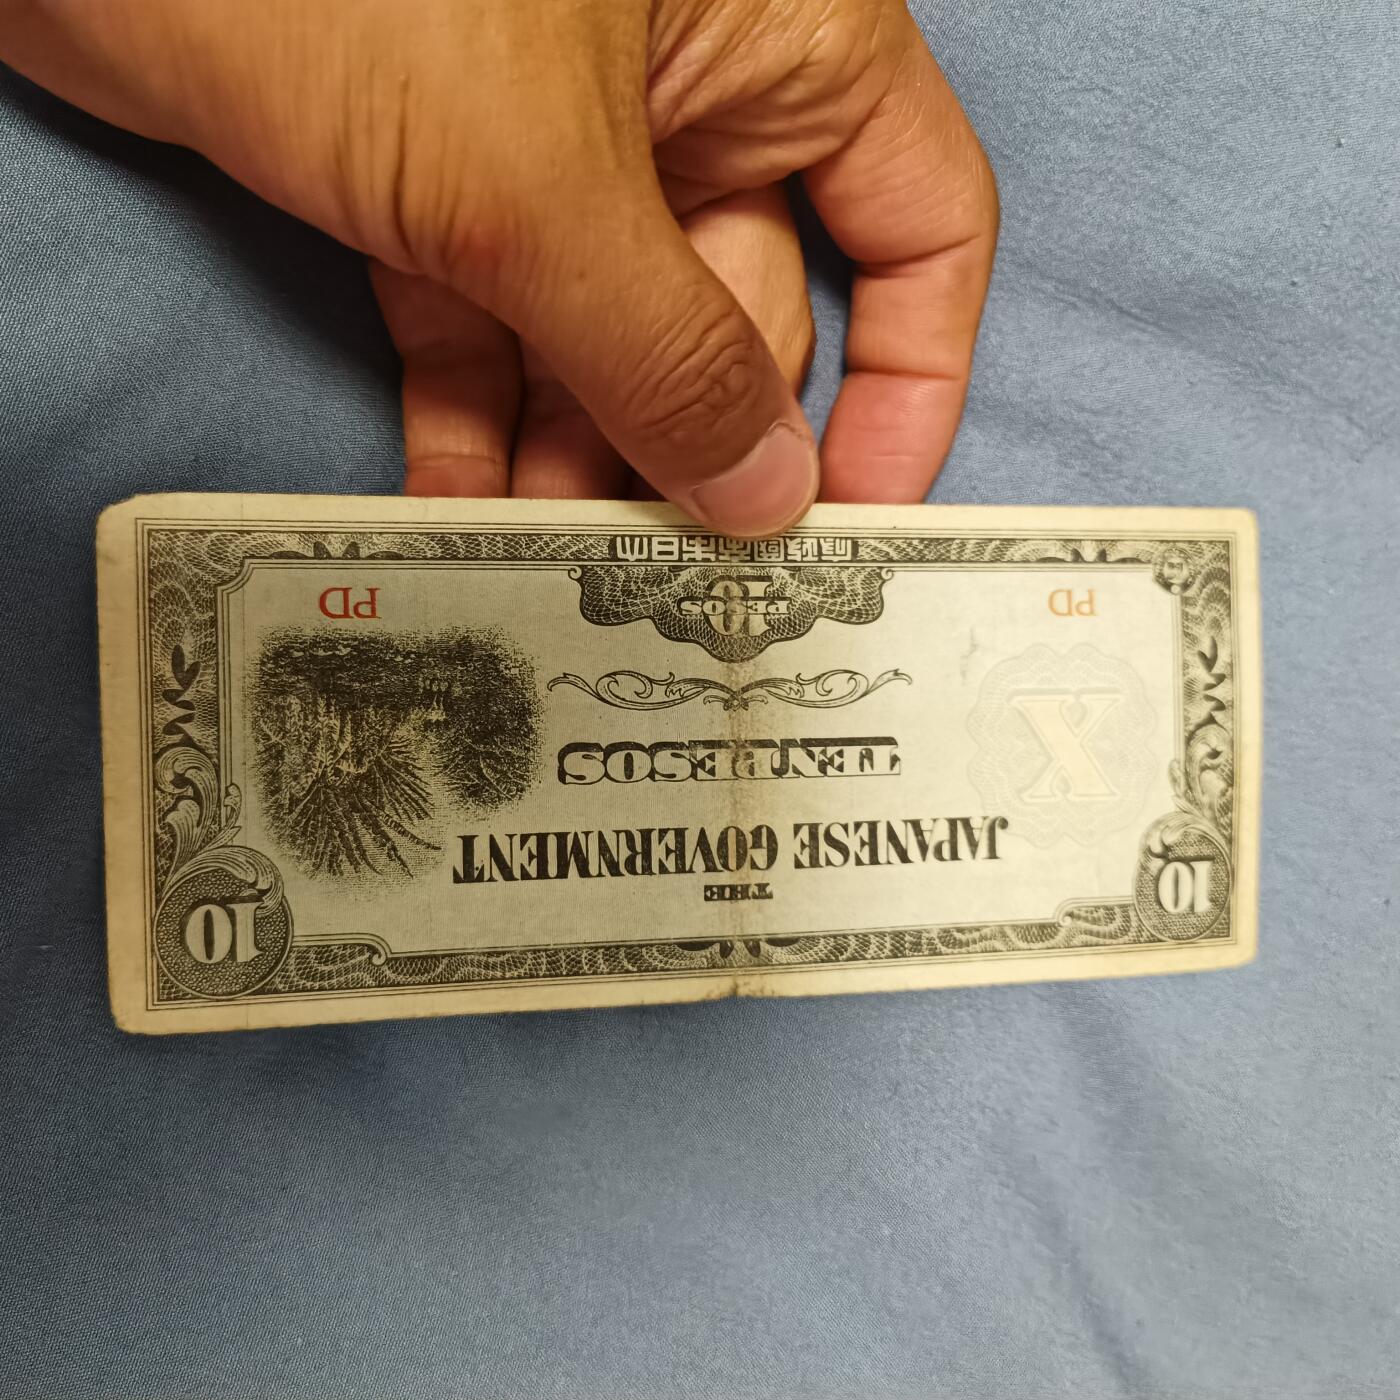 THE
10 JAPANESE GOVERNMENT 10
TEN PESOS
X
PD PD
10
PESOS
大日本帝國政府